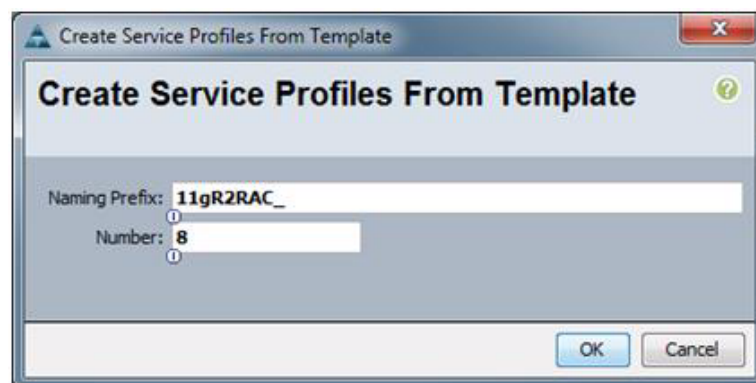 Create Service Profiles From Template
Create Service Profiles From Template
Naming Prefix: 11gR2RAC_
Number: 8
OK Cancel